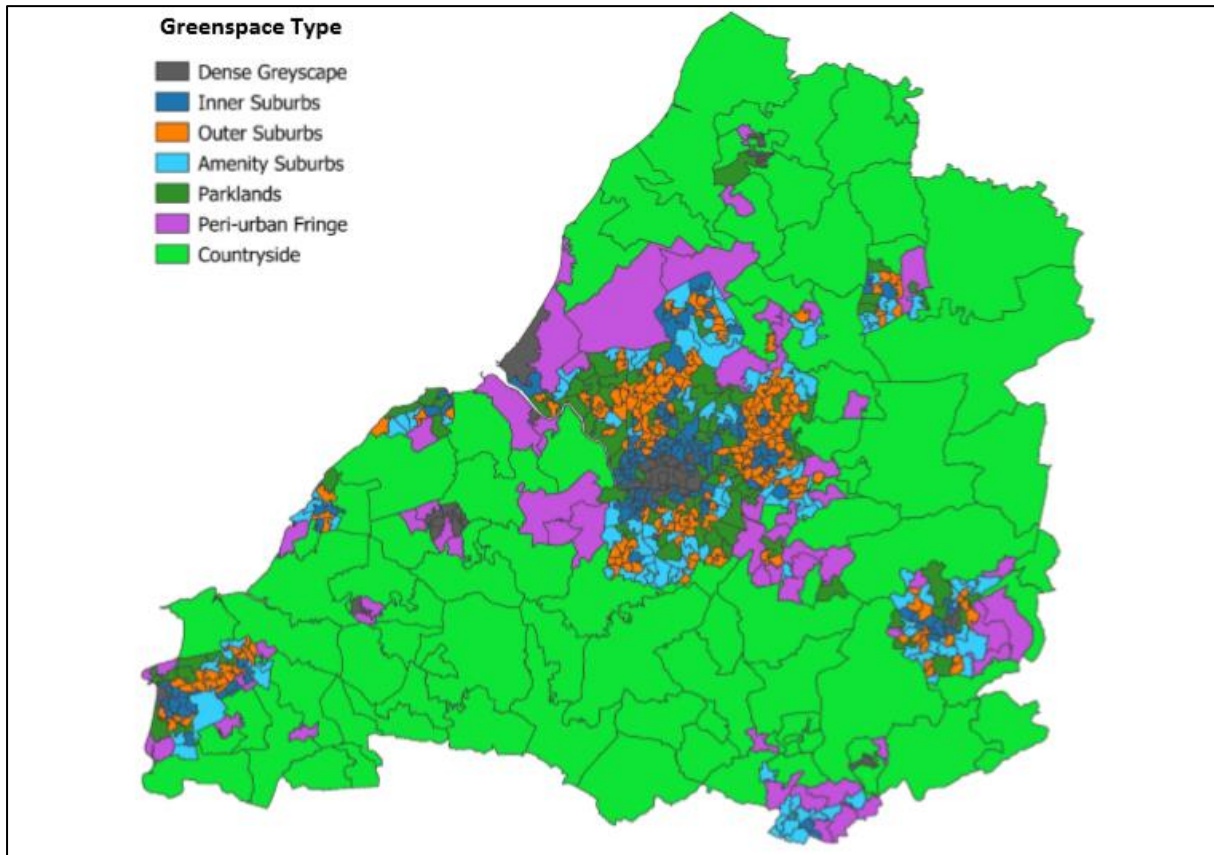 Greenspace Type
Dense Greyscape
Inner Suburbs
Outer Suburbs
Amenity Suburbs
Parklands
Peri-urban Fringe
Countryside